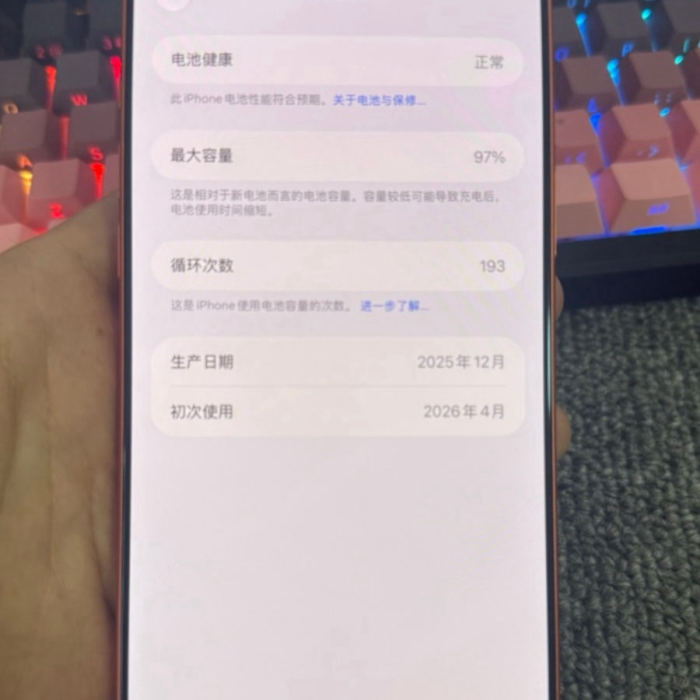 电池健康 正常
此 iPhone 电池性能符合预期。关于电池与保修...
最大容量 97%
这是相对于新电池而言的电池容量。容量较低可能导致充电后，
电池使用时间缩短。
循环次数 193
这是 iPhone 使用电池容量的次数。 进一步了解...
生产日期 2025年12月
初次使用 2026年4月
W
S
P